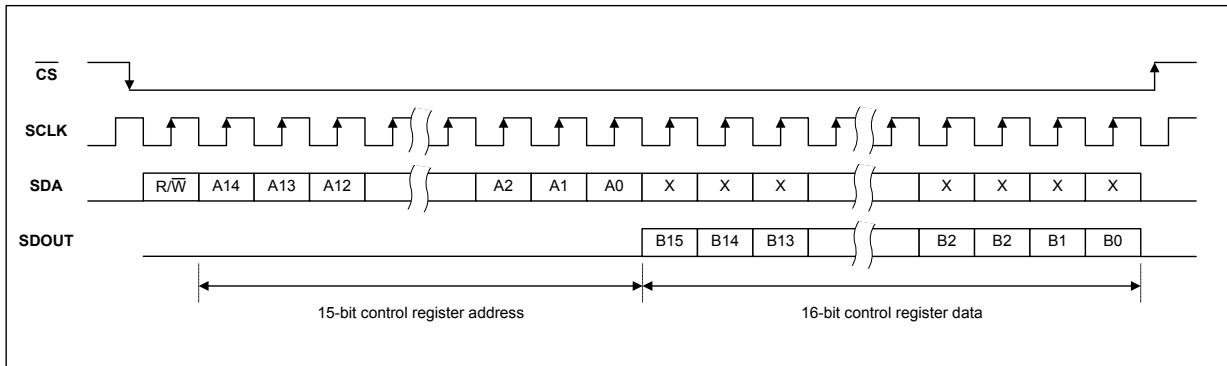 CS
SCLK
SDA R/W A14 A13 A12 A2 A1 A0 X X X X X X X
SDOUT B15 B14 B13 B2 B2 B1 B0
15-bit control register address 16-bit control register data